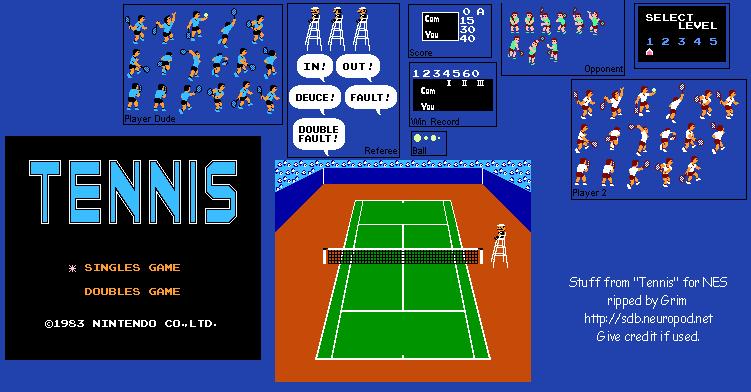 Player Dude
IN!
OUT!
DEUCE!
FAULT!
DOUBLE
FAULT!
Referee
0 A
Com 15
30
You 40
Score
1234560
I II III
Com
You
Win Record
Ball
Opponent
SELECT
LEVEL
1 2 3 4 5
Player 2
TENNIS
SINGLES GAME
DOUBLES GAME
©1983 NINTENDO CO.,LTD.
Stuff from "Tennis" for NES
ripped by Grim
http://sdb.neuropod.net
Give credit if used.